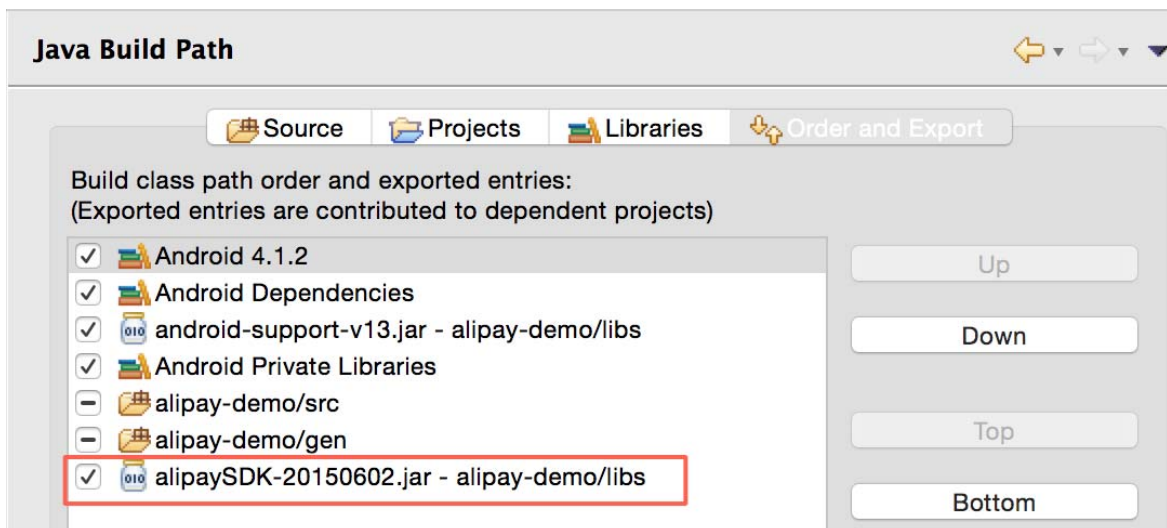 Java Build Path
Source Projects Libraries Order and Export
Build class path order and exported entries:
(Exported entries are contributed to dependent projects)
Android 4.1.2
Up
Android Dependencies
android-support-v13.jar - alipay-demo/libs
Down
Android Private Libraries
alipay-demo/src
alipay-demo/gen
Top
alipaySDK-20150602.jar - alipay-demo/libs
Bottom